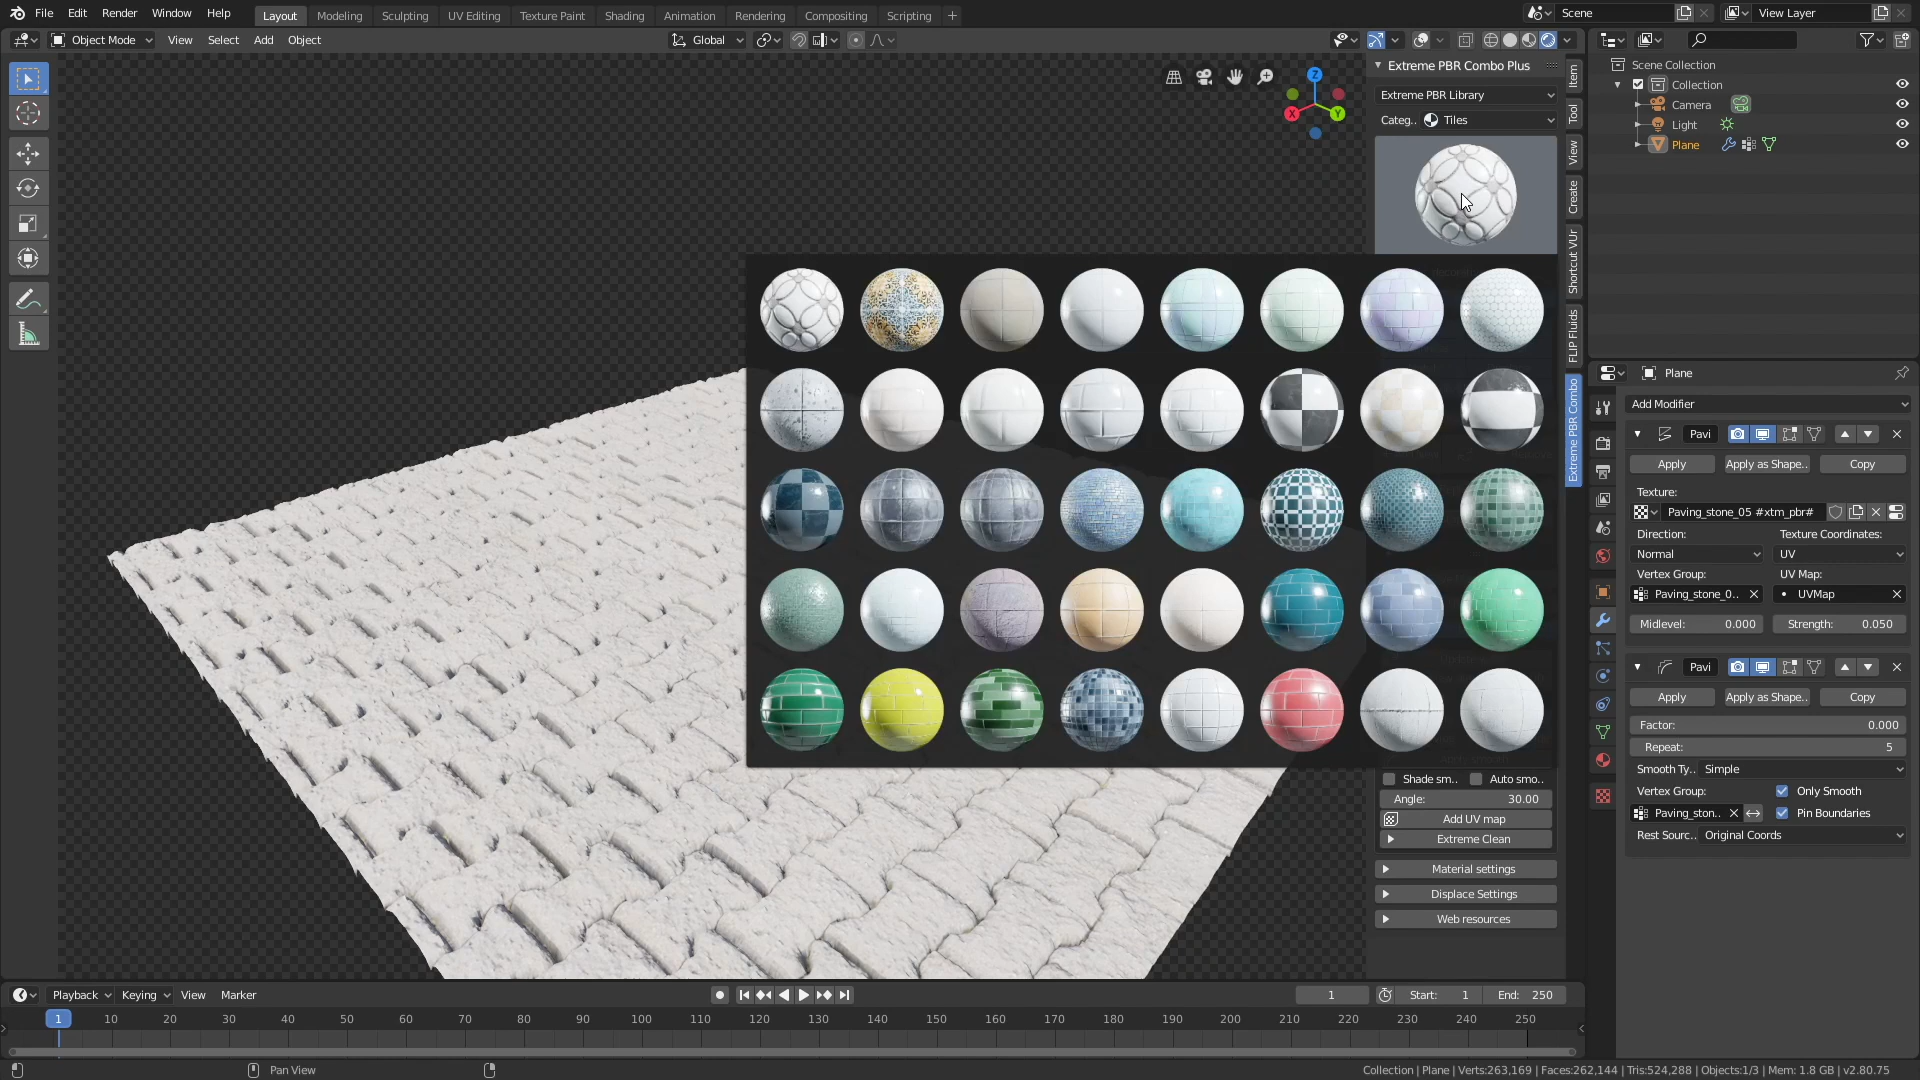 File Edit Render Window Help Layout Modeling Sculpting UV Editing Texture Paint Shading Animation Rendering Compositing Scripting + Scene View Layer
Object Mode View Select Add Object Global
Extreme PBR Combo Plus
Extreme PBR Library
Categ.. Tiles
Z
X
Y
Item
Tool
View
Create
Shortcut VUr
FLIP Fluids
Extreme PBR Combo
Scene Collection
Collection
Camera
Light
Plane
Plane
Add Modifier
Pavi
Apply Apply as Shape.. Copy
Texture:
Paving_stone_05 #xtm_pbr#
Direction: Texture Coordinates:
Normal UV
Vertex Group: UV Map:
Paving_stone_0.. UVMap
Midlevel: 0.000 Strength: 0.050
Pavi
Apply Apply as Shape.. Copy
Factor: 0.000
Repeat: 5
Smooth Ty.. Simple
Vertex Group: Only Smooth
Paving_ston.. Pin Boundaries
Rest Sourc.. Original Coords
Shade sm.. Auto smo..
Angle: 30.00
Add UV map
Extreme Clean
Material settings
Displace Settings
Web resources
Playback Keying View Marker 1 Start: 1 End: 250
1 10 20 30 40 50 60 70 80 90 100 110 120 130 140 150 160 170 180 190 200 210 220 230 240 250
Pan View
Collection | Plane | Verts:263,169 | Faces:262,144 | Tris:524,288 | Objects:1/3 | Mem: 1.8 GB | v2.80.75